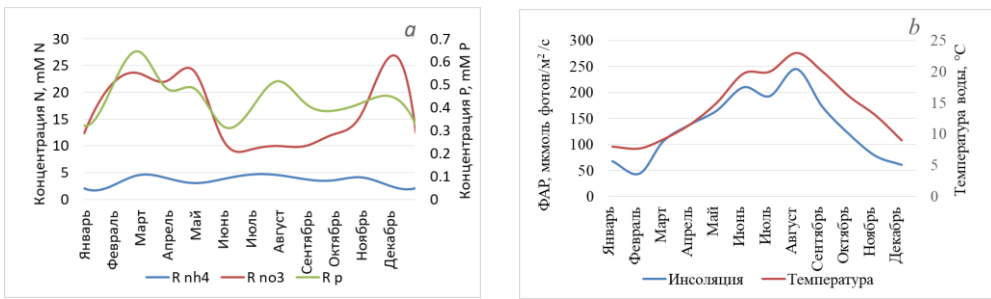 a
Концентрация N, mM N
30
25
20
15
10
5
0
0.7
0.6
0.5
0.4
0.3
0.2
0.1
0
Концентрация P, mM P
Январь
Февраль
Март
Апрель
Май
Июнь
Июль
Август
Сентябрь
Октябрь
Ноябрь
Декабрь
R nh4 R no3 R p
b
ФАР, мкмоль фотон/м² /с
300
250
200
150
100
50
0
25
20
15
10
5
0
Температура воды, °C
Январь
Февраль
Март
Апрель
Май
Июнь
Июль
Август
Сентябрь
Октябрь
Ноябрь
Декабрь
Инсоляция Температура